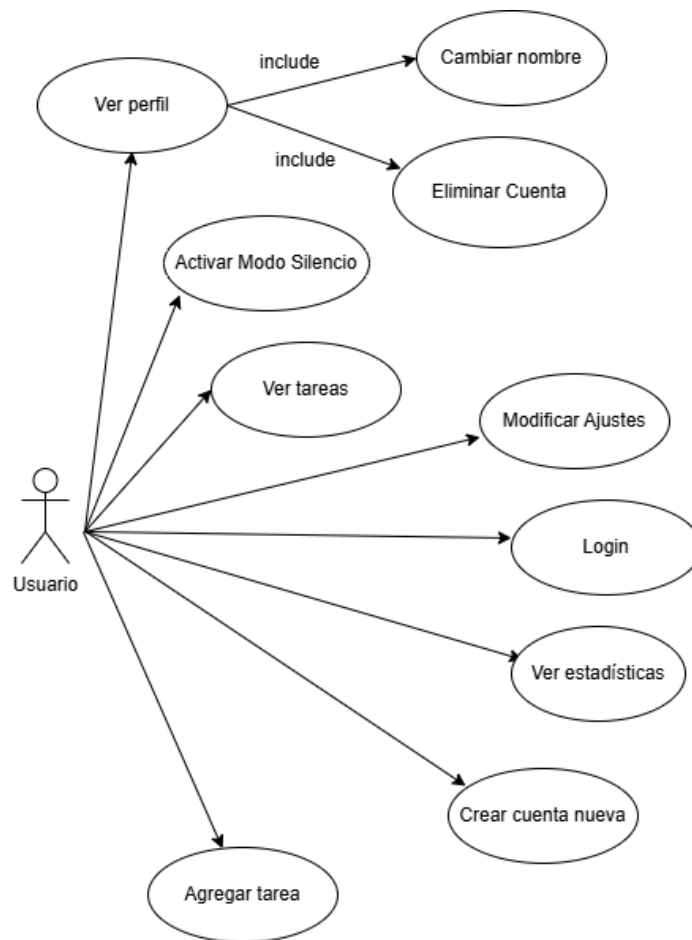 include
Cambiar nombre
Ver perfil
include
Eliminar Cuenta
Activar Modo Silencio
Ver tareas
Modificar Ajustes
Login
Usuario
Ver estadísticas
Crear cuenta nueva
Agregar tarea